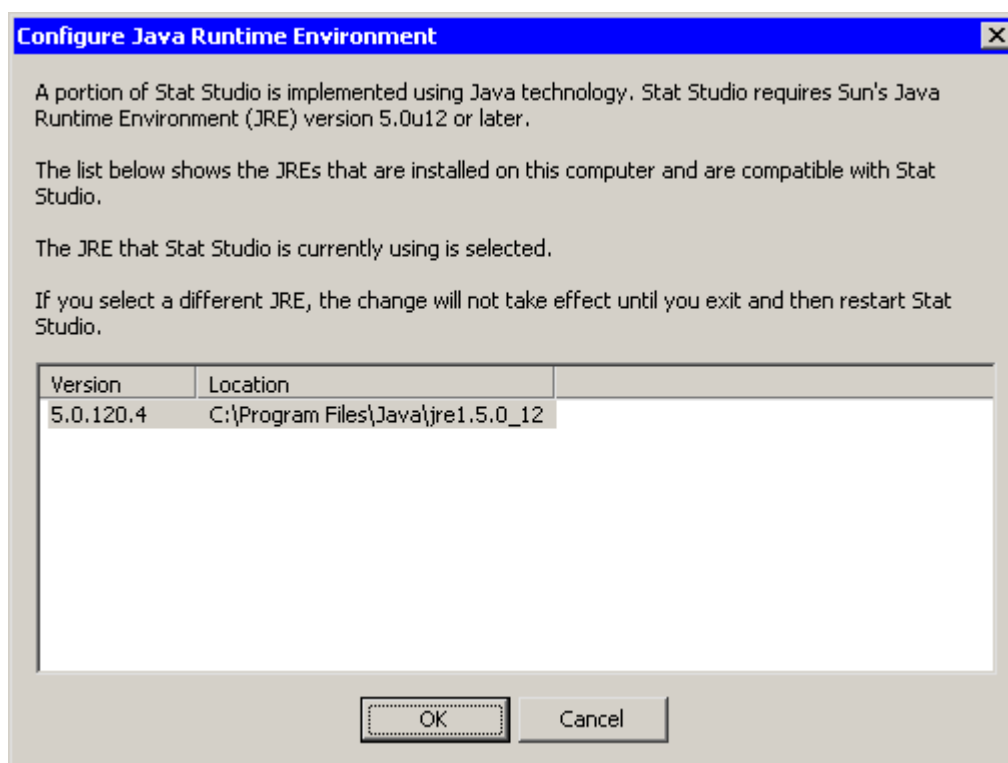 Configure Java Runtime Environment
A portion of Stat Studio is implemented using Java technology. Stat Studio requires Sun's Java
Runtime Environment (JRE) version 5.0u12 or later.
The list below shows the JREs that are installed on this computer and are compatible with Stat
Studio.
The JRE that Stat Studio is currently using is selected.
If you select a different JRE, the change will not take effect until you exit and then restart Stat
Studio.
Version Location
5.0.120.4 C:\Program Files\Java\jre1.5.0_12
OK Cancel